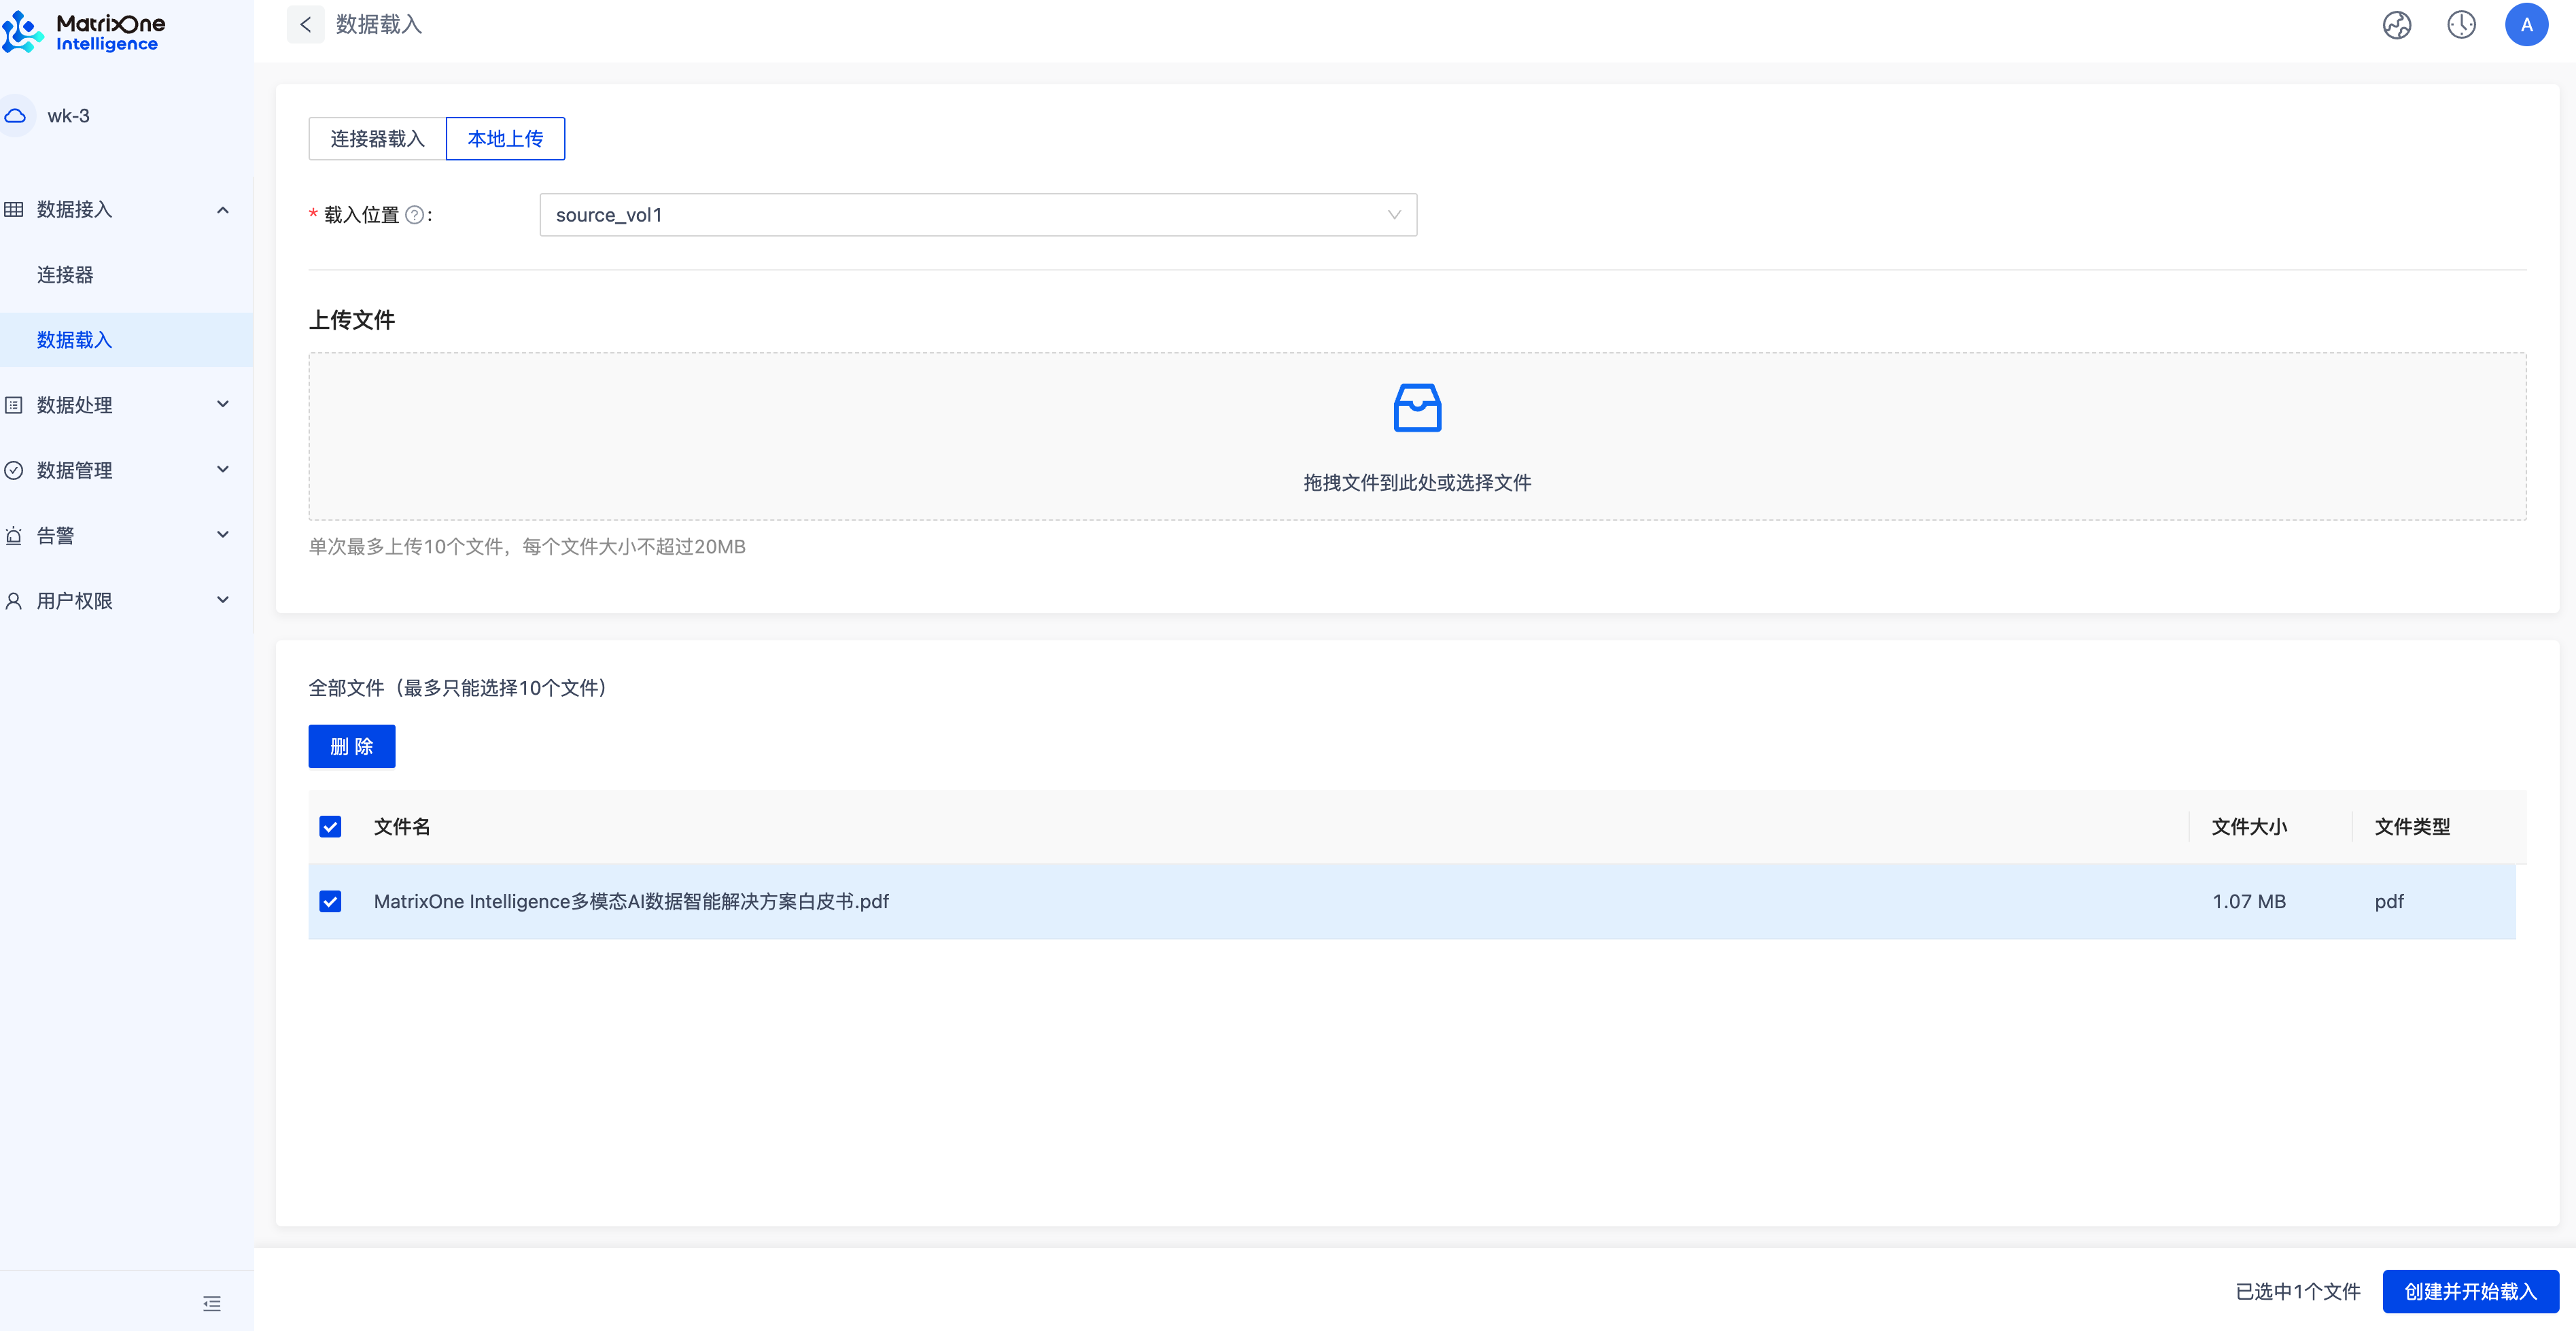 MatrixOne
Intelligence
数据载入
A
wk-3
数据接入
连接器
数据载入
数据处理
数据管理
告警
用户权限
连接器载入
本地上传
* 载入位置 ? :
source_vol1
上传文件
拖拽文件到此处或选择文件
单次最多上传10个文件，每个文件大小不超过20MB
全部文件（最多只能选择10个文件）
删 除
文件名 文件大小 文件类型
MatrixOne Intelligence多模态AI数据智能解决方案白皮书.pdf 1.07 MB pdf
已选中1个文件
创建并开始载入